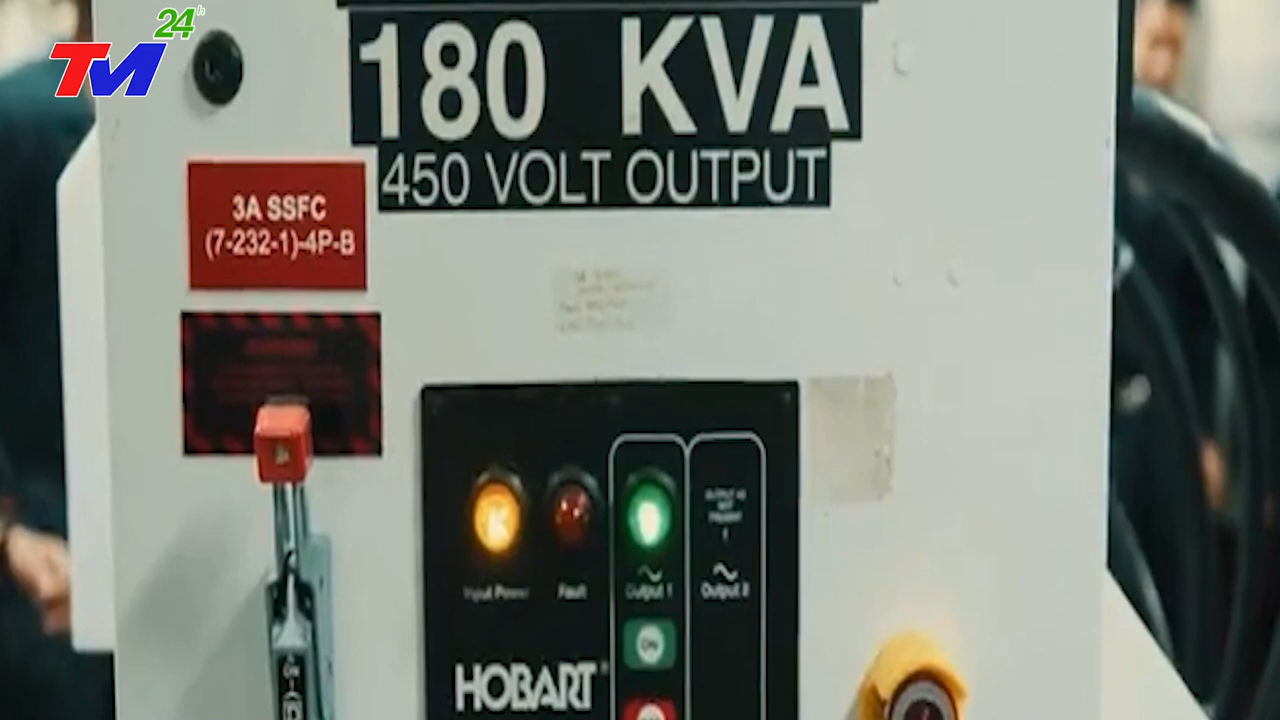 24h
TM
180 KVA
450 VOLT OUTPUT
3A SSFC
(7-232-1)-4P-B
Input Power
Fault
Output 1
Output 2
ON
HOBART